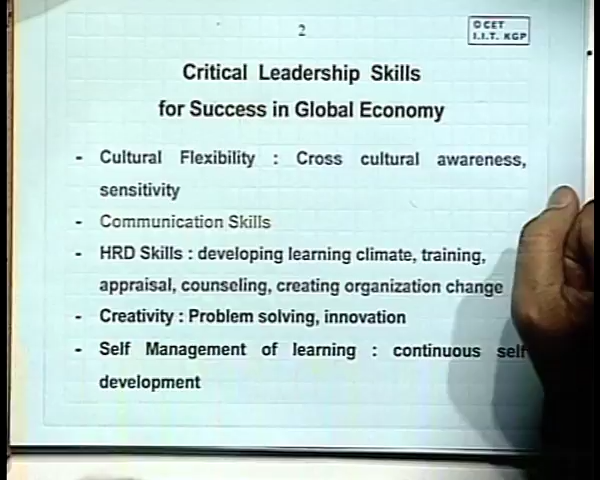 2
© CET
I.I.T. KGP
Critical Leadership Skills
for Success in Global Economy
- Cultural Flexibility : Cross cultural awareness,
sensitivity
- Communication Skills
- HRD Skills : developing learning climate, training,
appraisal, counseling, creating organization change
- Creativity : Problem solving, innovation
- Self Management of learning : continuous self
development